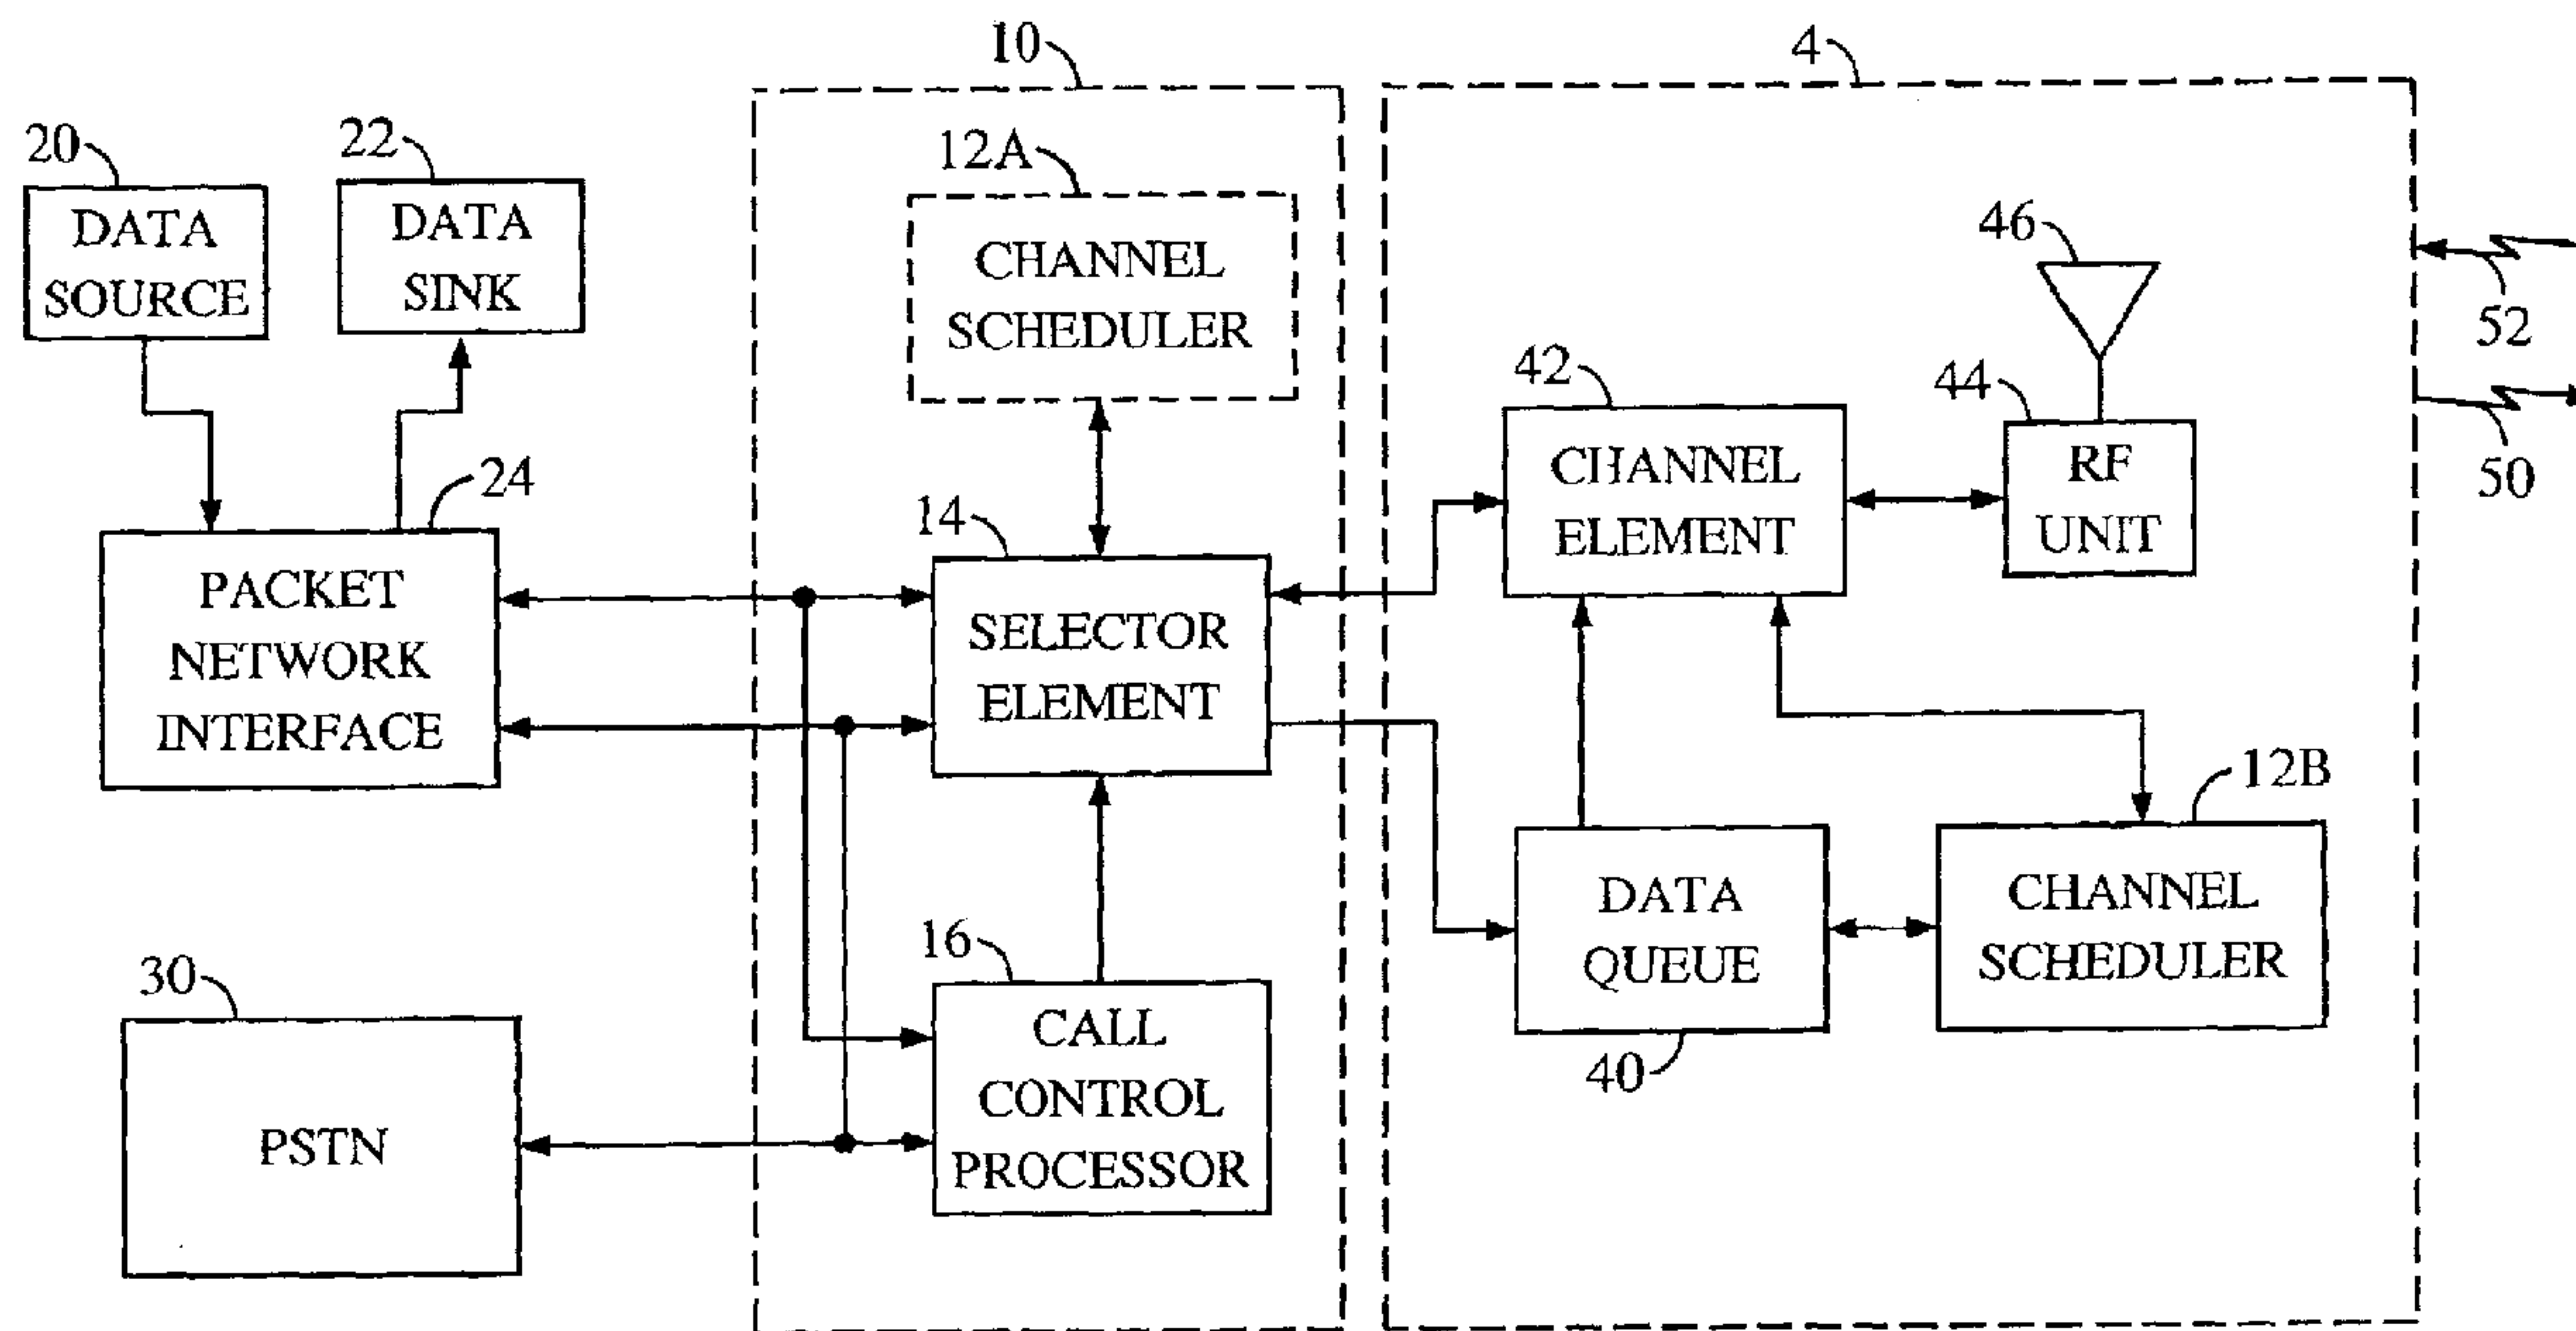 10
4
20
22
12A
DATA
SOURCE
DATA
SINK
CHANNEL
SCHEDULER
46
52
42
44
50
24
14
CHANNEL
ELEMENT
RF
UNIT
PACKET
NETWORK
INTERFACE
SELECTOR
ELEMENT
12B
16
DATA
QUEUE
CHANNEL
SCHEDULER
30
40
PSTN
CALL
CONTROL
PROCESSOR